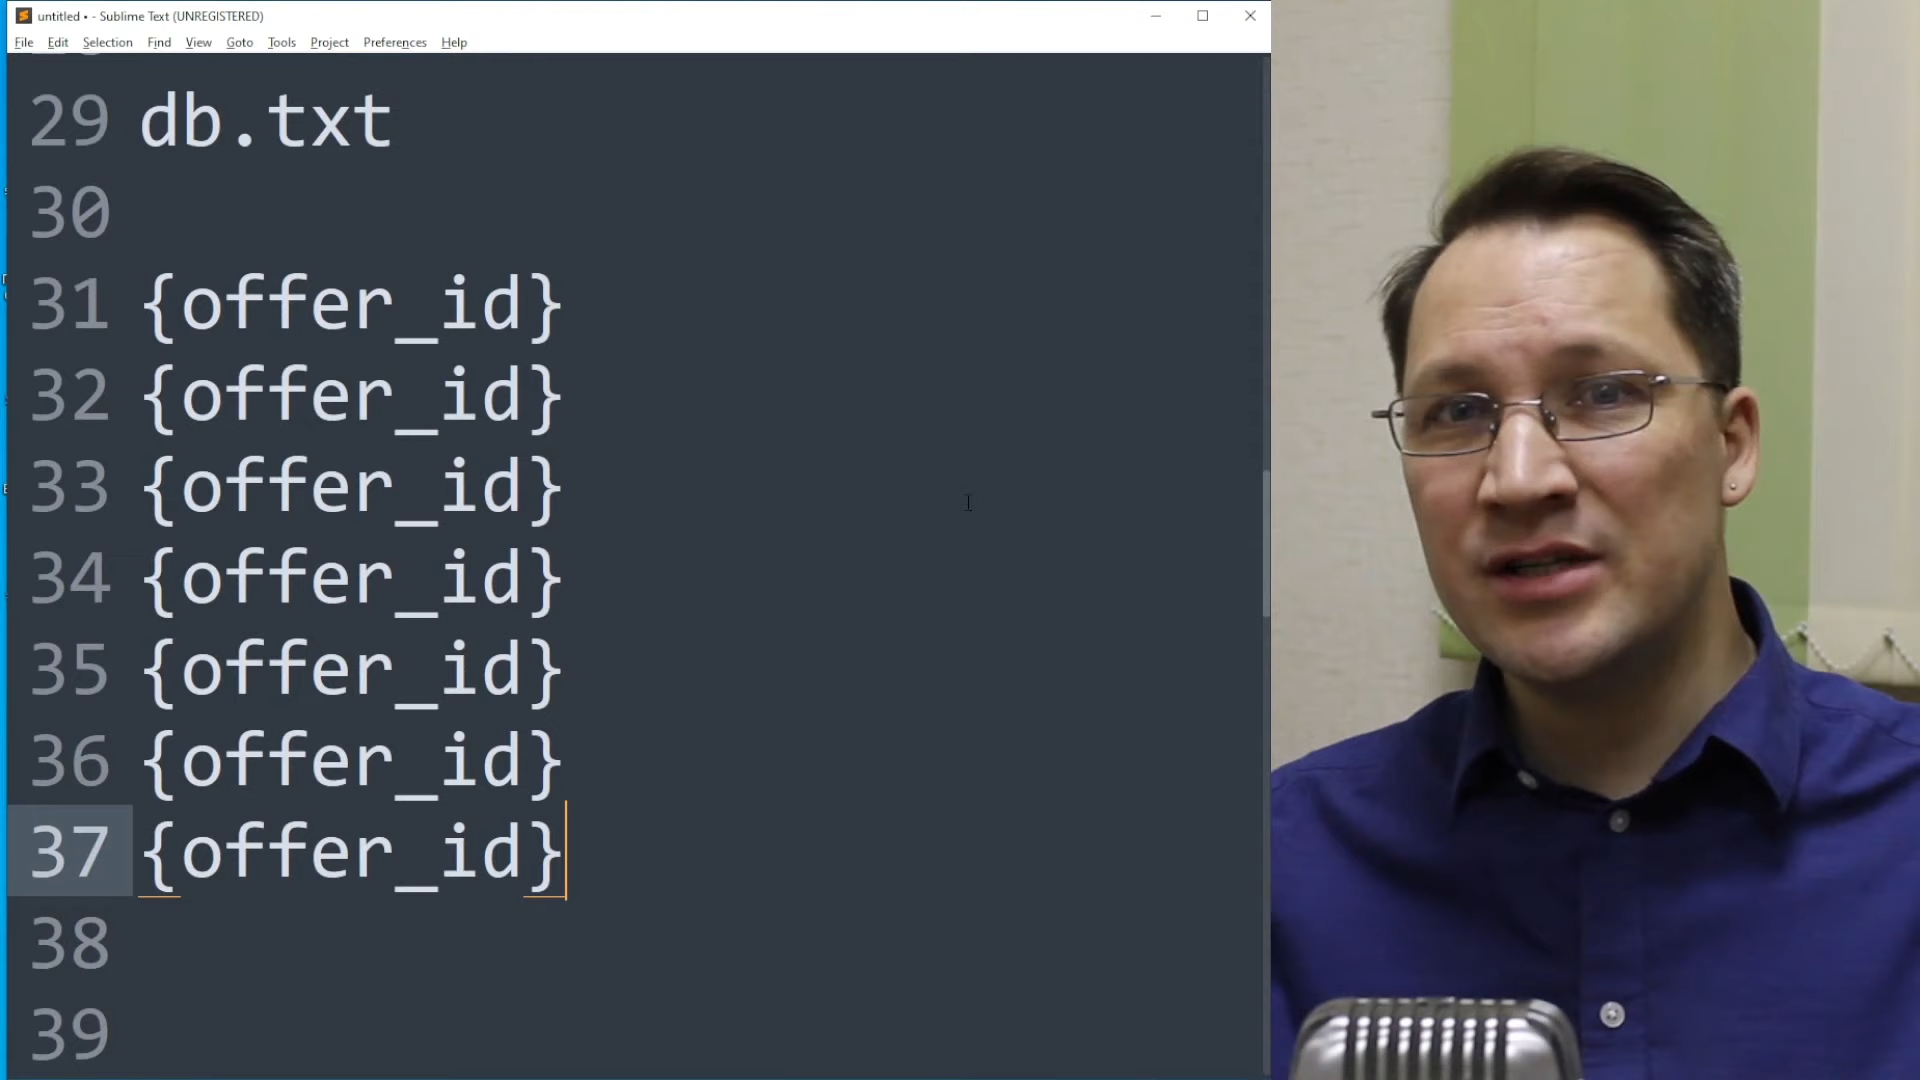 untitled • - Sublime Text (UNREGISTERED)
File Edit Selection Find View Goto Tools Project Preferences Help
29 db.txt
30
31 {offer_id}
32 {offer_id}
33 {offer_id}
34 {offer_id}
35 {offer_id}
36 {offer_id}
37 {offer_id}
38
39